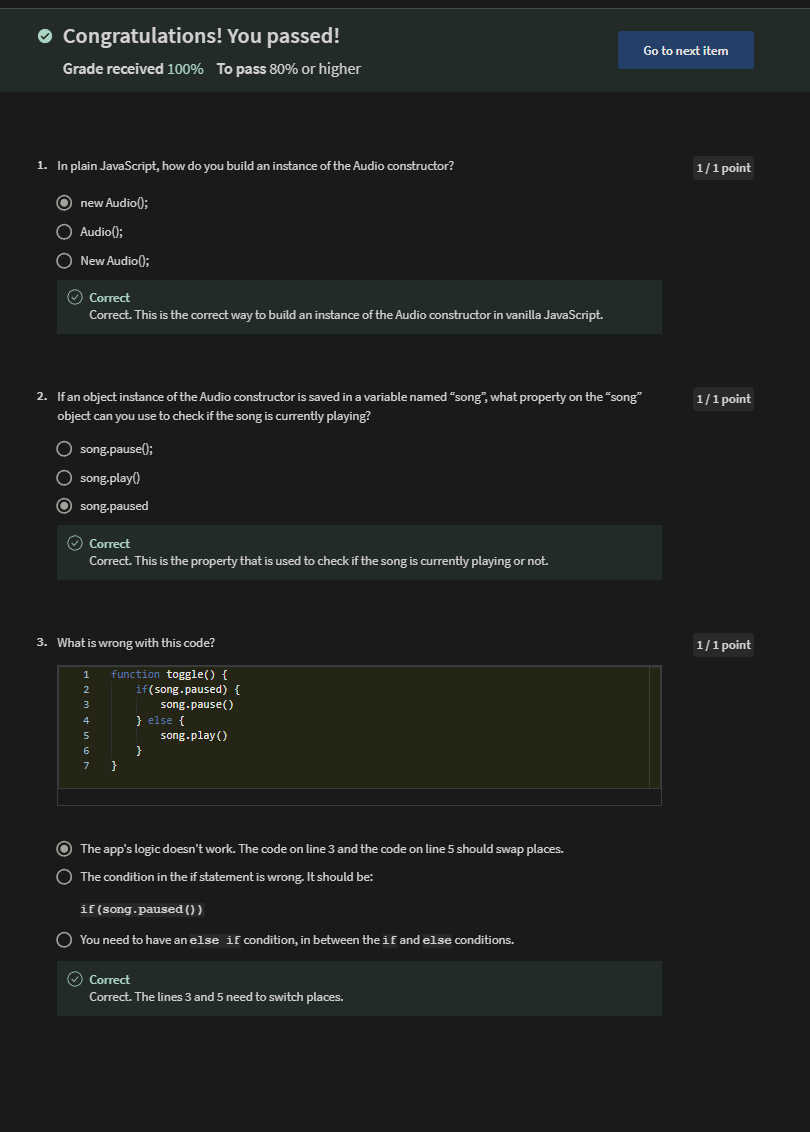 Congratulations! You passed!
Go to next item
Grade received 100% To pass 80% or higher
1. In plain JavaScript, how do you build an instance of the Audio constructor?
1 / 1 point
new Audio();
Audio();
New Audio();
Correct
Correct. This is the correct way to build an instance of the Audio constructor in vanilla JavaScript.
2. If an object instance of the Audio constructor is saved in a variable named “song”, what property on the “song”
object can you use to check if the song is currently playing?
1 / 1 point
song.pause();
song.play()
song.paused
Correct
Correct. This is the property that is used to check if the song is currently playing or not.
3. What is wrong with this code?
1 / 1 point
1 function toggle() {
2 if(song.paused) {
3 song.pause()
4 } else {
5 song.play()
6 }
7 }
The app's logic doesn't work. The code on line 3 and the code on line 5 should swap places.
The condition in the if statement is wrong. It should be:
if(song.paused())
You need to have an else if condition, in between the if and else conditions.
Correct
Correct. The lines 3 and 5 need to switch places.